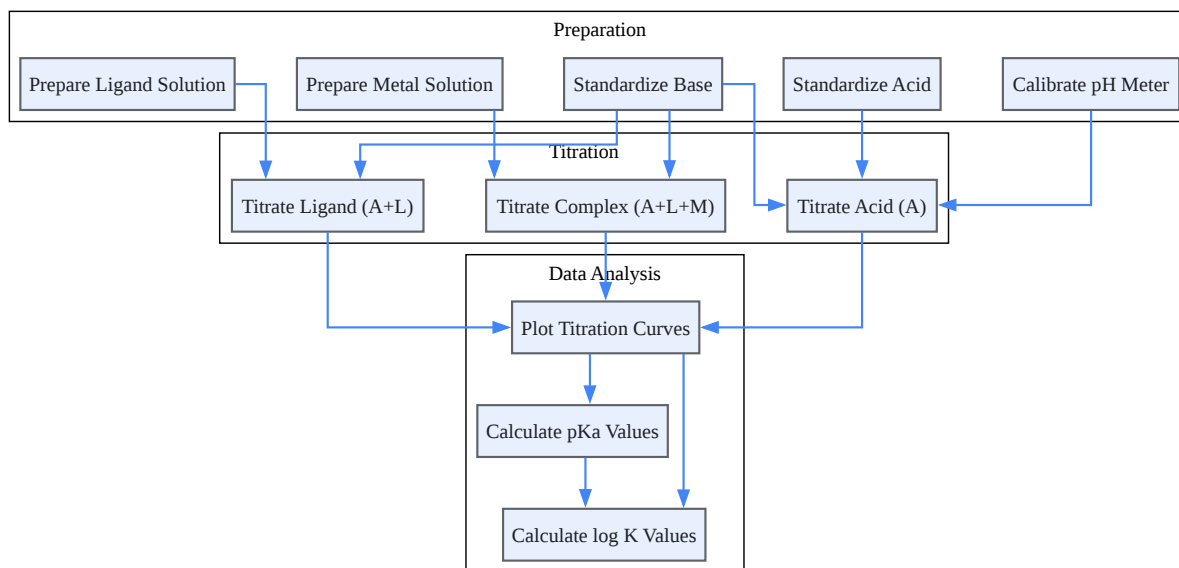 Preparation
Prepare Ligand Solution
Prepare Metal Solution
Standardize Base
Standardize Acid
Calibrate pH Meter
Titration
Titrate Ligand (A+L)
Titrate Complex (A+L+M)
Titrate Acid (A)
Data Analysis
Plot Titration Curves
Calculate pKa Values
Calculate log K Values